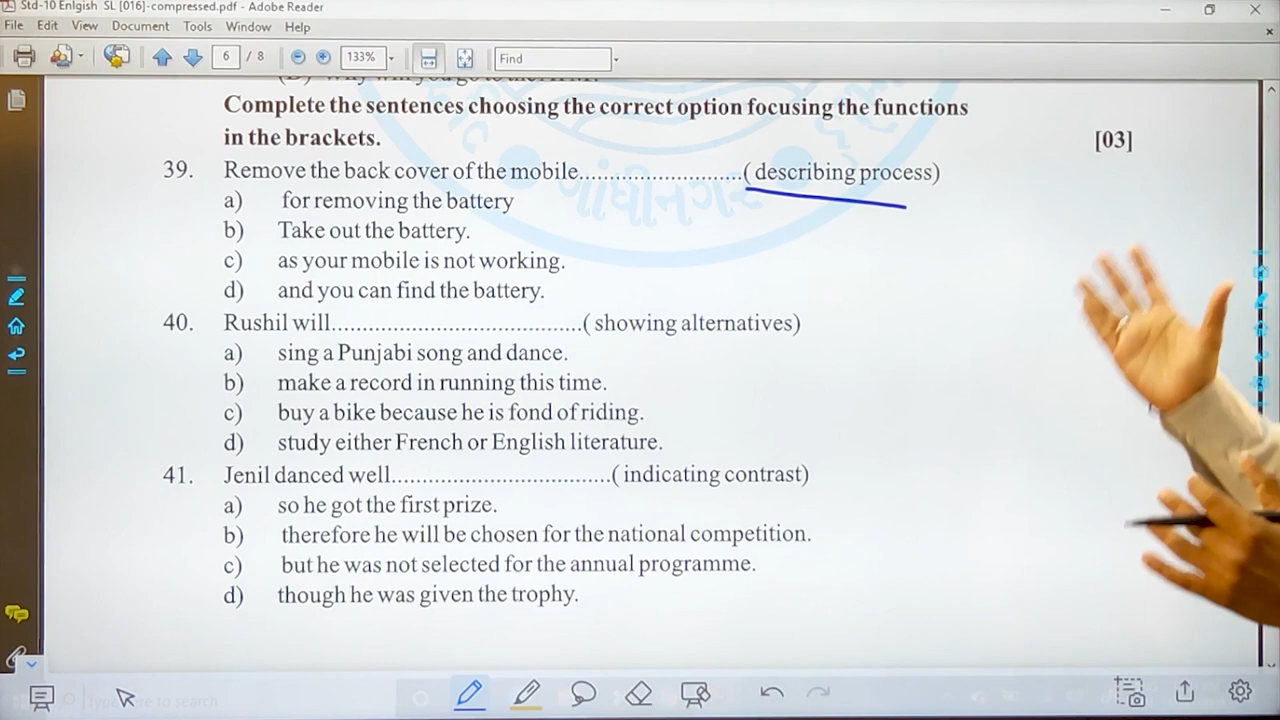 Std-10 Enlgish SL [016]-compressed.pdf - Adobe Reader
File Edit View Document Tools Window Help
6 / 8 133% Find
Complete the sentences choosing the correct option focusing the functions
in the brackets. [03]
39. Remove the back cover of the mobile..........................( describing process)
a) for removing the battery
b) Take out the battery.
c) as your mobile is not working.
d) and you can find the battery.
40. Rushil will........................................( showing alternatives)
a) sing a Punjabi song and dance.
b) make a record in running this time.
c) buy a bike because he is fond of riding.
d) study either French or English literature.
41. Jenil danced well...................................( indicating contrast)
a) so he got the first prize.
b) therefore he will be chosen for the national competition.
c) but he was not selected for the annual programme.
d) though he was given the trophy.
ગાંધીનગર
Type here to search